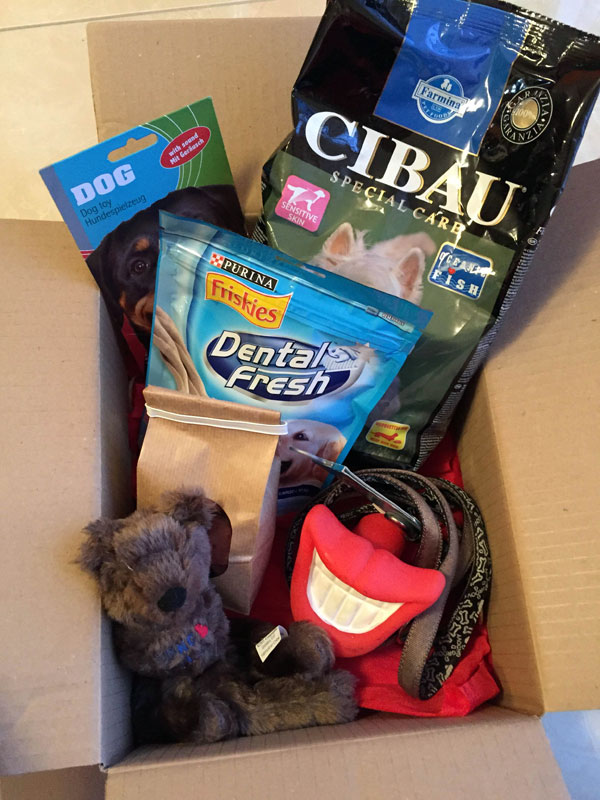 with sound
Mit Geräusch
DOG
Dog toy
Hundespielzeug
Farmina
CIBAU
SPECIAL CARE
SENSITIVE
SKIN
OCEANIC
FISH
PURINA
Friskies
Dental
Fresh